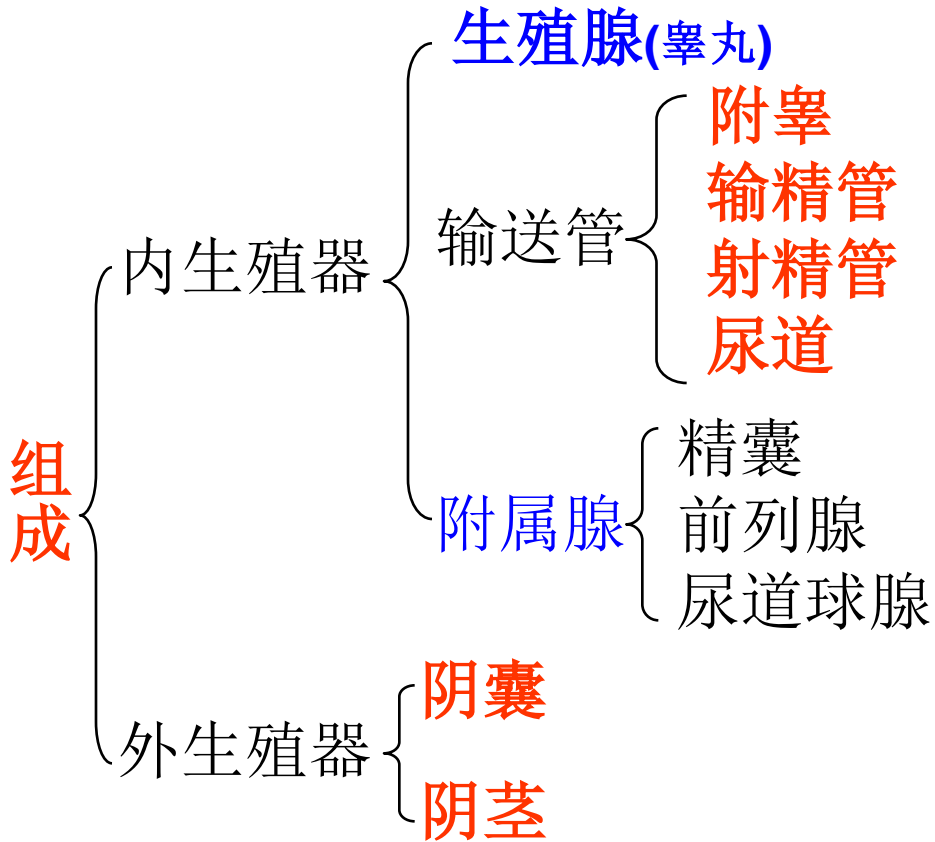 生殖腺(睾丸)
附睾
输精管
输送管
射精管
内生殖器
尿道
精囊
组
成
附属腺
前列腺
尿道球腺
阴囊
外生殖器
阴茎